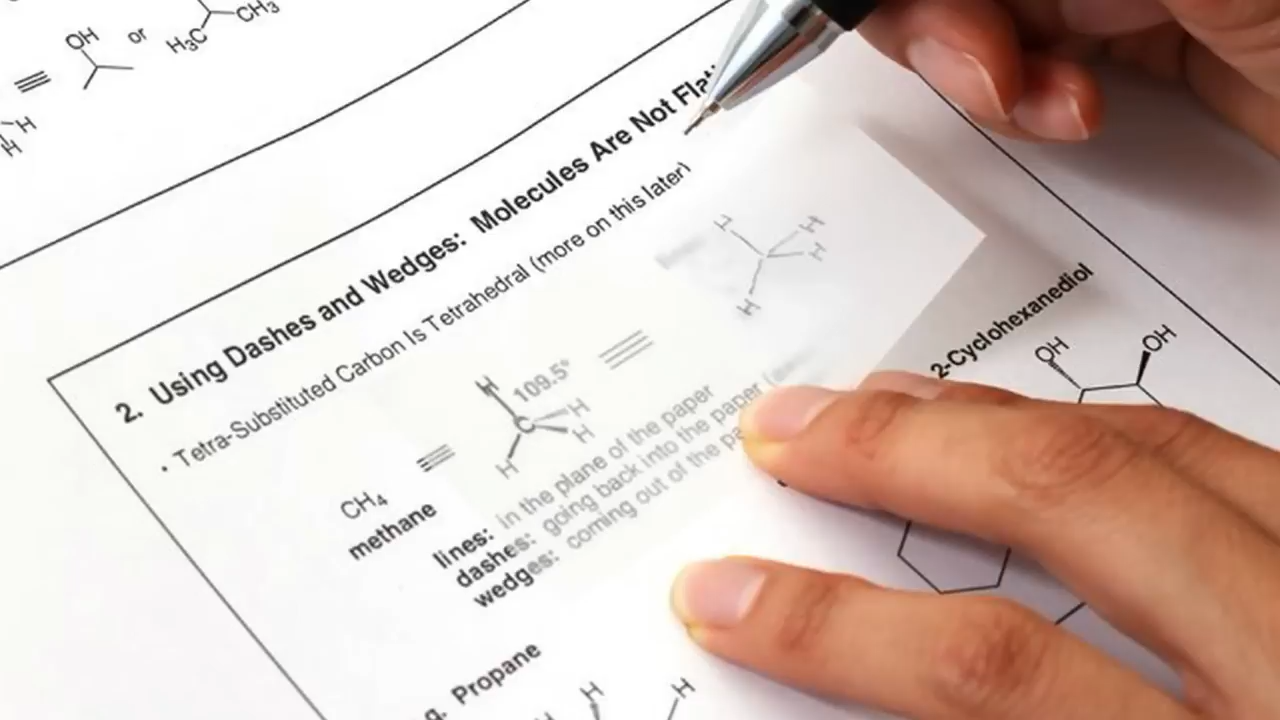 OH or H₃C CH₃
H
H
2. Using Dashes and Wedges: Molecules Are Not Flat
• Tetra-Substituted Carbon Is Tetrahedral (more on this later)
CH₄
methane
H 109.5°
C H
H
H
H H
H
H
lines: in the plane of the paper
dashes: going back into the paper
wedges: coming out of the
2-Cyclohexanediol
OH OH
g. Propane
H H